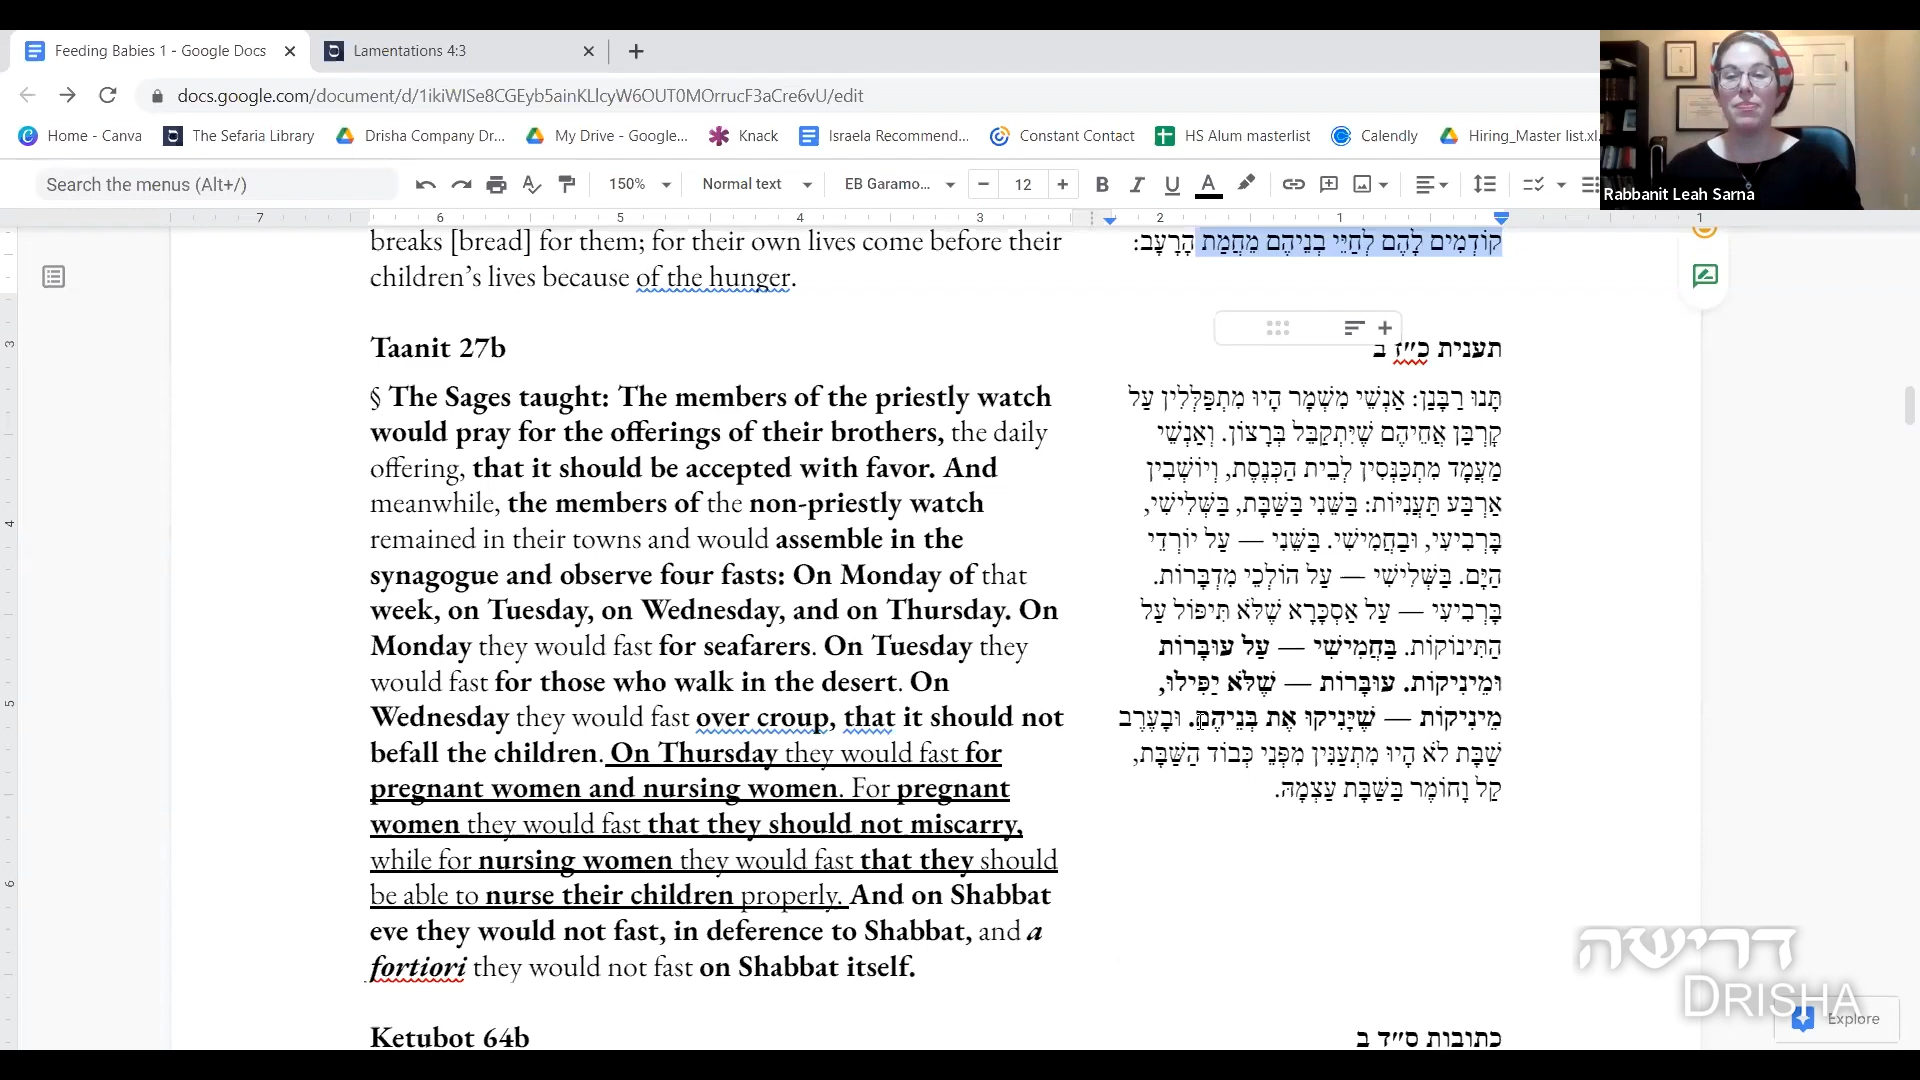 Feeding Babies 1 - Google Docs
Lamentations 4:3
docs.google.com/document/d/1ikiWlSe8CGEyb5ainKLlcyW6OUT0MOrrucF3aCre6vU/edit
Home - Canva The Sefaria Library Drisha Company Dr... My Drive - Google... Knack Israela Recommend... Constant Contact HS Alum masterlist Calendly Hiring_Master list.xl
Search the menus (Alt+/) 150% Normal text EB Garamo... 12 B I U A
Rabbanit Leah Sarna
7 6 5 4 3 2 1 1
breaks [bread] for them; for their own lives come before their
children's lives because of the hunger.
קוֹדְמִים לָהֶם לְחַיֵּי בְנֵיהֶם מֵחֲמַת הָרָעָב:
Taanit 27b
§ The Sages taught: The members of the priestly watch
would pray for the offerings of their brothers, the daily
offering, that it should be accepted with favor. And
meanwhile, the members of the non-priestly watch
remained in their towns and would assemble in the
synagogue and observe four fasts: On Monday of that
week, on Tuesday, on Wednesday, and on Thursday. On
Monday they would fast for seafarers. On Tuesday they
would fast for those who walk in the desert. On
Wednesday they would fast over croup, that it should not
befall the children. On Thursday they would fast for
pregnant women and nursing women. For pregnant
women they would fast that they should not miscarry,
while for nursing women they would fast that they should
be able to nurse their children properly. And on Shabbat
eve they would not fast, in deference to Shabbat, and a
fortiori they would not fast on Shabbat itself.
תענית כ״ז ב
תָּנוּ רַבָּנַן: אַנְשֵׁי מִשְׁמָר הָיוּ מִתְפַּלְּלִין עַל
קׇרְבַּן אֲחֵיהֶם שֶׁיִּתְקַבֵּל בְּרָצוֹן. וְאַנְשֵׁי
מַעֲמָד מִתְכַּנְּסִין לְבֵית הַכְּנֶסֶת, וְיוֹשְׁבִין
אַרְבַּע תַּעֲנִיּוֹת: בַּשֵּׁנִי בַּשַּׁבָּת, בַּשְּׁלִישִׁי,
בָּרְבִיעִי, וּבַחֲמִישִׁי. בַּשֵּׁנִי — עַל יוֹרְדֵי
הַיָּם. בַּשְּׁלִישִׁי — עַל הוֹלְכֵי מִדְבָּרוֹת.
בָּרְבִיעִי — עַל אַסְכָּרָא שֶׁלֹּא תִּיפּוֹל עַל
הַתִּינוֹקוֹת. בַּחֲמִישִׁי — עַל עוּבָּרוֹת
וּמֵינִיקוֹת. עוּבָּרוֹת — שֶׁלֹּא יַפִּילוּ,
מֵינִיקוֹת — שֶׁיָּנִיקוּ אֶת בְּנֵיהֶם. וּבָעֶרֶב
שַׁבָּת לֹא הָיוּ מִתְעַנִּין מִפְּנֵי כְּבוֹד הַשַּׁבָּת,
קַל וָחוֹמֶר בַּשַּׁבָּת עַצְמָהּ.
Ketubot 64b
כתובות ס״ד ב
דרישה
DRISHA
Explore
3
4
5
6